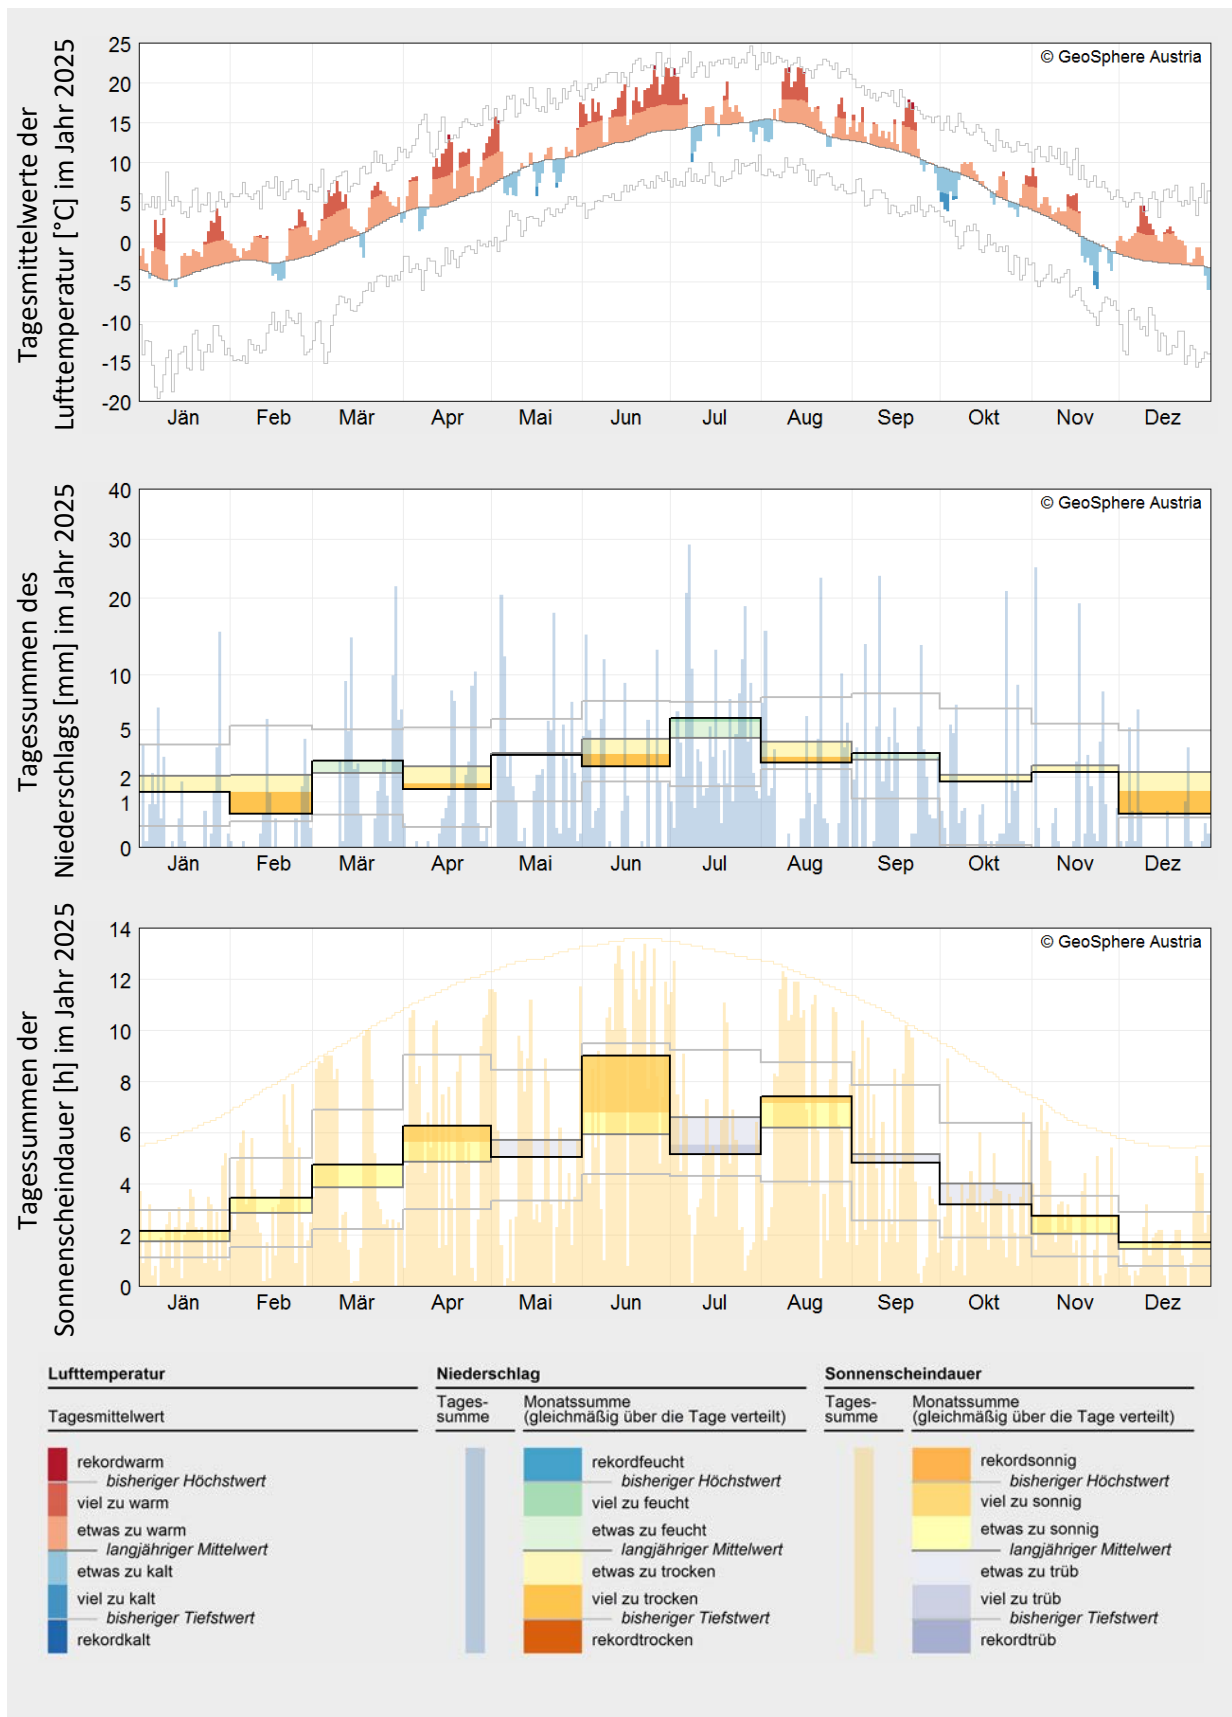 Tagesmittelwerte der
Lufttemperatur [°C] im Jahr 2025
© GeoSphere Austria
25
20
15
10
5
0
-5
-10
-15
-20
Jän Feb Mär Apr Mai Jun Jul Aug Sep Okt Nov Dez
Tagessummen des
Niederschlags [mm] im Jahr 2025
© GeoSphere Austria
40
30
20
10
5
2
1
0
Jän Feb Mär Apr Mai Jun Jul Aug Sep Okt Nov Dez
Tagessummen der
Sonnenscheindauer [h] im Jahr 2025
© GeoSphere Austria
14
12
10
8
6
4
2
0
Jän Feb Mär Apr Mai Jun Jul Aug Sep Okt Nov Dez
Lufttemperatur
Tagesmittelwert
rekordwarm
bisheriger Höchstwert
viel zu warm
etwas zu warm
langjähriger Mittelwert
etwas zu kalt
viel zu kalt
bisheriger Tiefstwert
rekordkalt
Niederschlag
Tages-
summe
Monatssumme
(gleichmäßig über die Tage verteilt)
rekordfeucht
bisheriger Höchstwert
viel zu feucht
etwas zu feucht
langjähriger Mittelwert
etwas zu trocken
viel zu trocken
bisheriger Tiefstwert
rekordtrocken
Sonnenscheindauer
Tages-
summe
Monatssumme
(gleichmäßig über die Tage verteilt)
rekordsonnig
bisheriger Höchstwert
viel zu sonnig
etwas zu sonnig
langjähriger Mittelwert
etwas zu trüb
viel zu trüb
bisheriger Tiefstwert
rekordtrüb